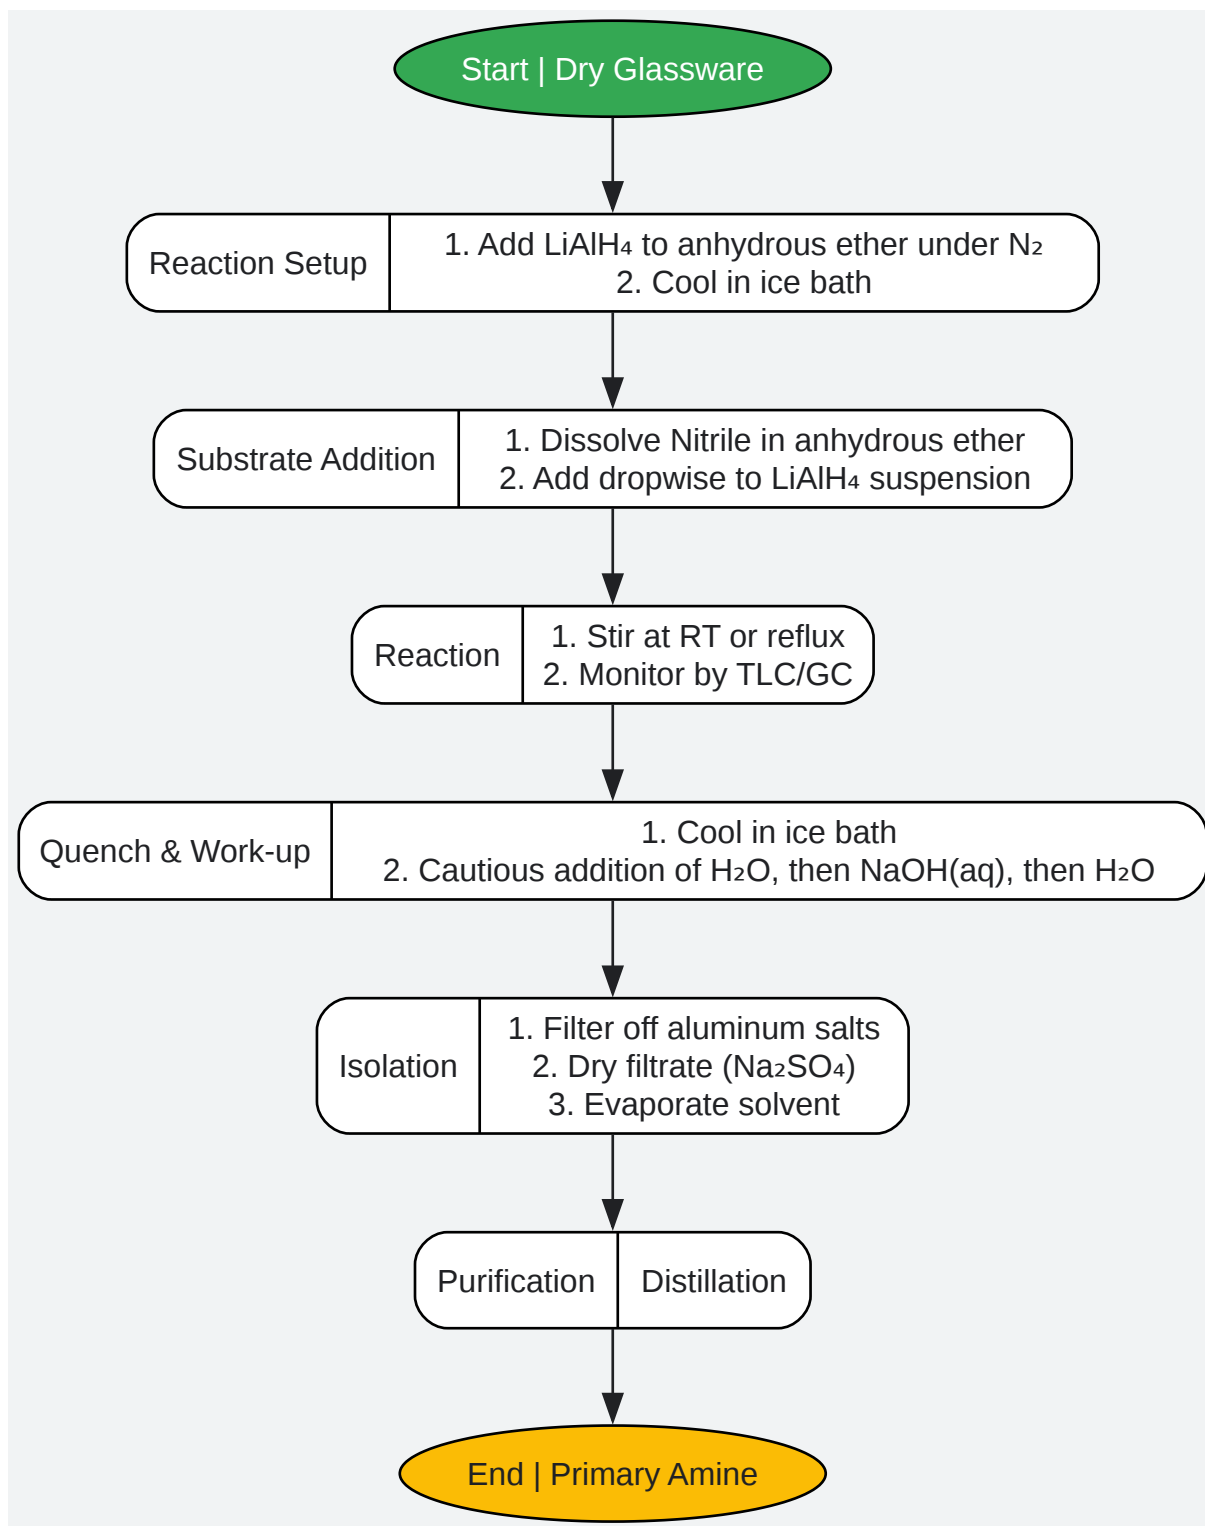 Start | Dry Glassware
Reaction Setup
1. Add LiAlH₄ to anhydrous ether under N₂
2. Cool in ice bath
Substrate Addition
1. Dissolve Nitrile in anhydrous ether
2. Add dropwise to LiAlH₄ suspension
Reaction
1. Stir at RT or reflux
2. Monitor by TLC/GC
Quench & Work-up
1. Cool in ice bath
2. Cautious addition of H₂O, then NaOH(aq), then H₂O
Isolation
1. Filter off aluminum salts
2. Dry filtrate (Na₂SO₄)
3. Evaporate solvent
Purification
Distillation
End | Primary Amine